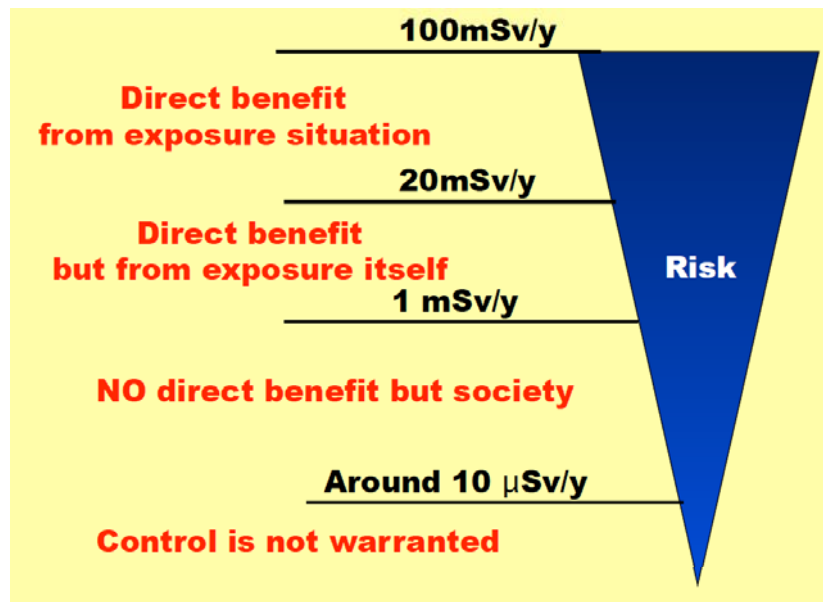 100mSv/y
Direct benefit
from exposure situation
20mSv/y
Direct benefit
but from exposure itself
Risk
1 mSv/y
NO direct benefit but society
Around 10 μSv/y
Control is not warranted